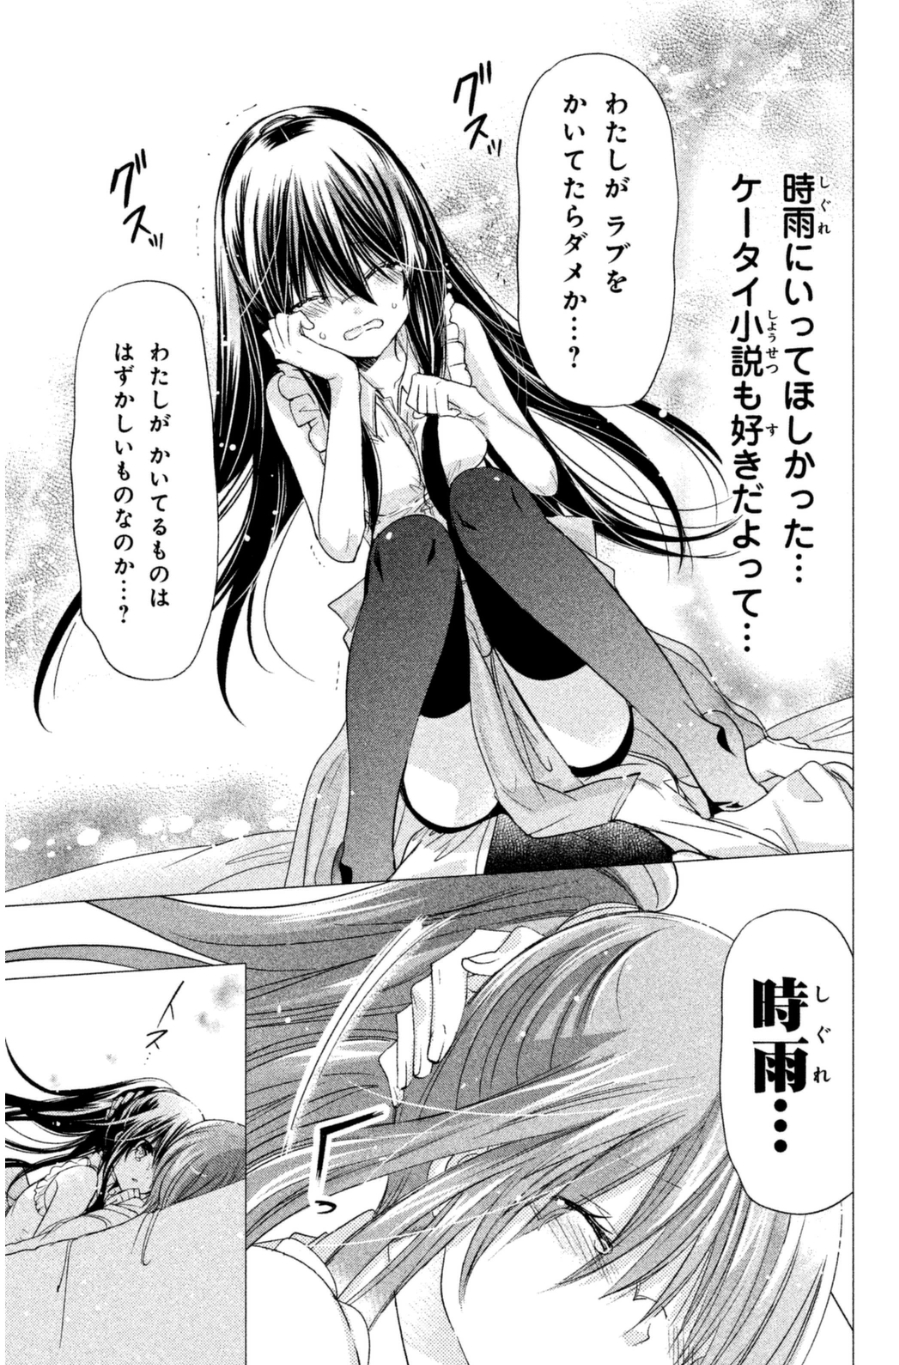 時雨にいってほしかった…
ケータイ小説も好きだよって…
わたしが ラブを
かいてたらダメか…?
グスッ
グスッ
わたしが かいてるものは
はずかしいものなのか…?
時雨…